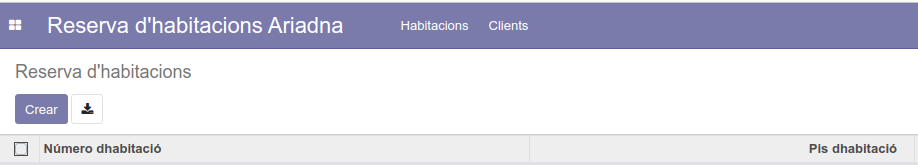 Reserva d'habitacions Ariadna Habitacions Clients
Reserva d'habitacions
Crear
Número dhabitació Pis dhabitació